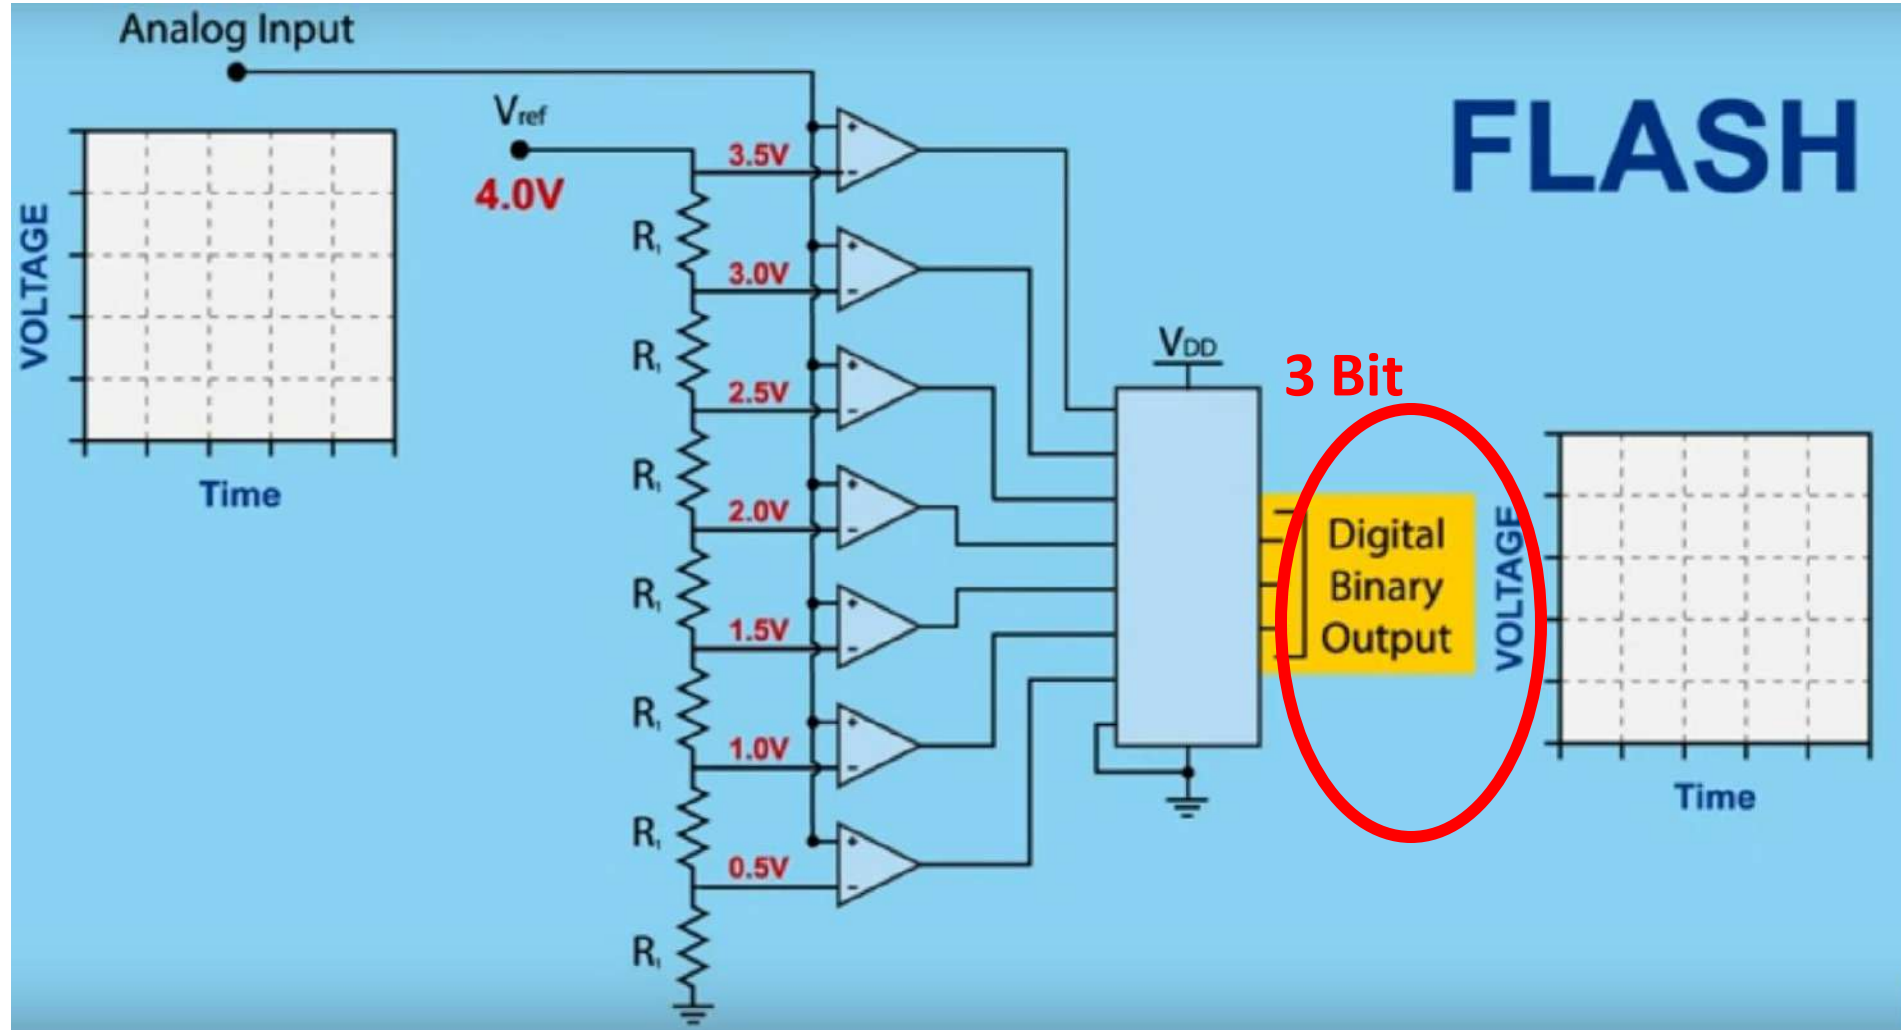 Analog Input
Vref
4.0V
FLASH
VOLTAGE
Time
3.5V
R1
3.0V
R1
2.5V
R1
2.0V
R1
1.5V
R1
1.0V
R1
0.5V
R1
+
-
+
-
+
-
+
-
+
-
+
-
+
-
VDD
3 Bit
Digital
Binary
Output
VOLTAGE
Time